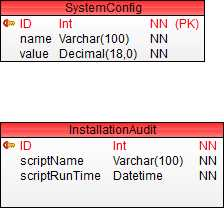 SystemConfig
ID Int NN (PK)
name Varchar(100) NN
value Decimal(18,0) NN
InstallationAudit
ID Int NN
scriptName Varchar(100) NN
scriptRunTime Datetime NN